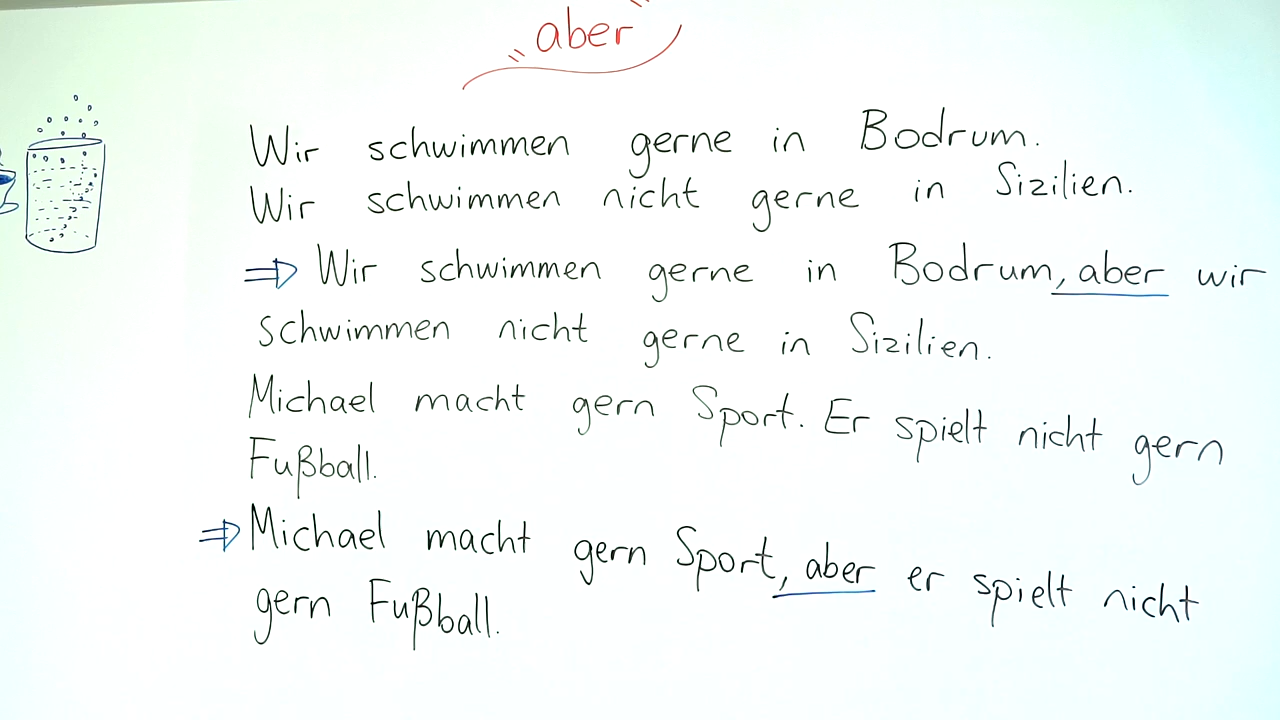 "aber"
Wir schwimmen gerne in Bodrum.
Wir schwimmen nicht gerne in Sizilien.
⇒ Wir schwimmen gerne in Bodrum, aber wir
schwimmen nicht gerne in Sizilien.
Michael macht gern Sport. Er spielt nicht gern
Fußball.
⇒ Michael macht gern Sport, aber er spielt nicht
gern Fußball.